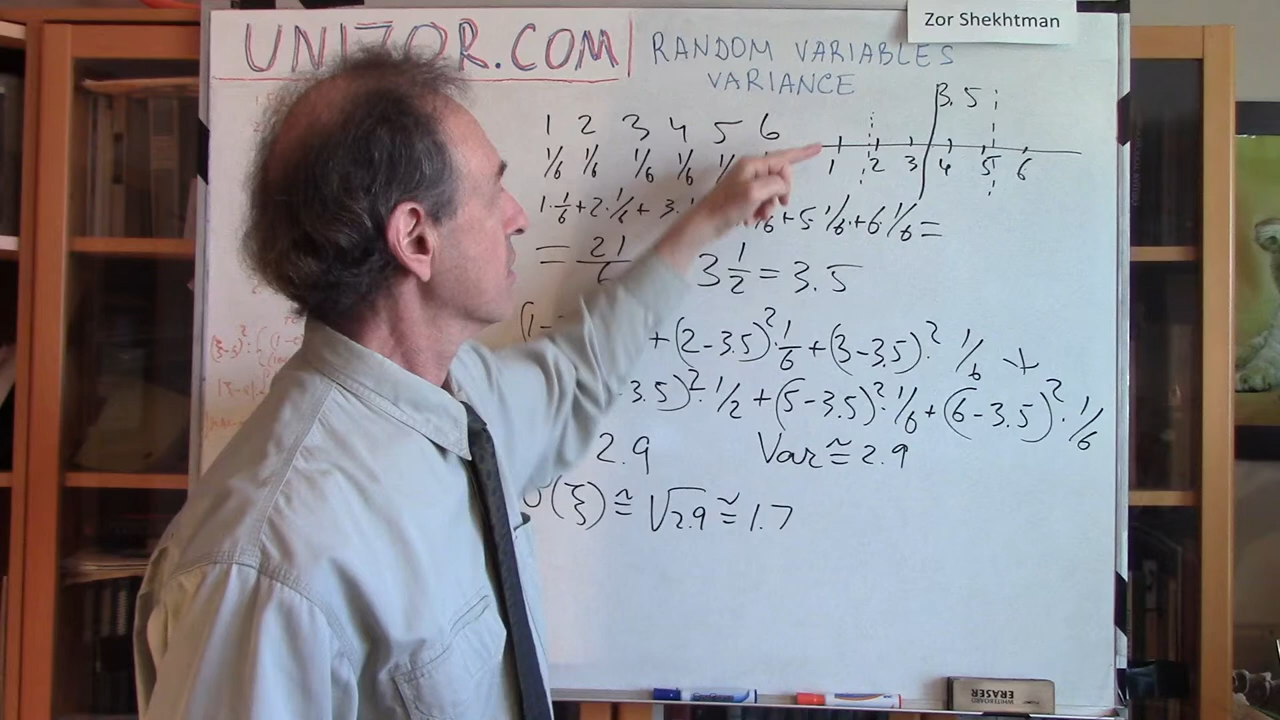 Zor Shekhtman
UNIZOR.COM
RANDOM VARIABLES
VARIANCE
3.5
1 2 3 4 5 6
1/6 1/6 1/6 1/6 1/
1 2 3 4 5 6
1·1/6+2·1/6+3·1/6+5 1/6+6 1/6=
= 21/6 3 1/2 = 3.5
(1- +(2-3.5)²·1/6+(3-3.5)²·1/6+
3.5)²·1/2+(5-3.5)²·1/6+(6-3.5)²·1/6
2.9 Var≅2.9
σ(ξ)≅√2.9≅1.7
ERASER